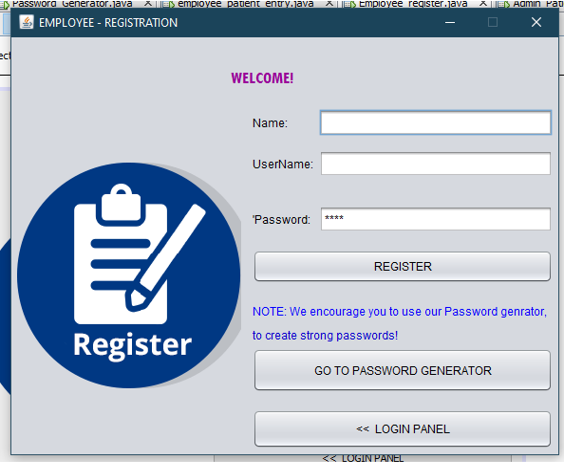 Password_Generator.java
employee_patient_entry.java
Employee_register.java
Admin_Pati
EMPLOYEE - REGISTRATION
WELCOME!
Name:
UserName:
'Password:
****
REGISTER
Register
NOTE: We encourage you to use our Password genrator,
to create strong passwords!
GO TO PASSWORD GENERATOR
<< LOGIN PANEL
<< LOGIN PANEL